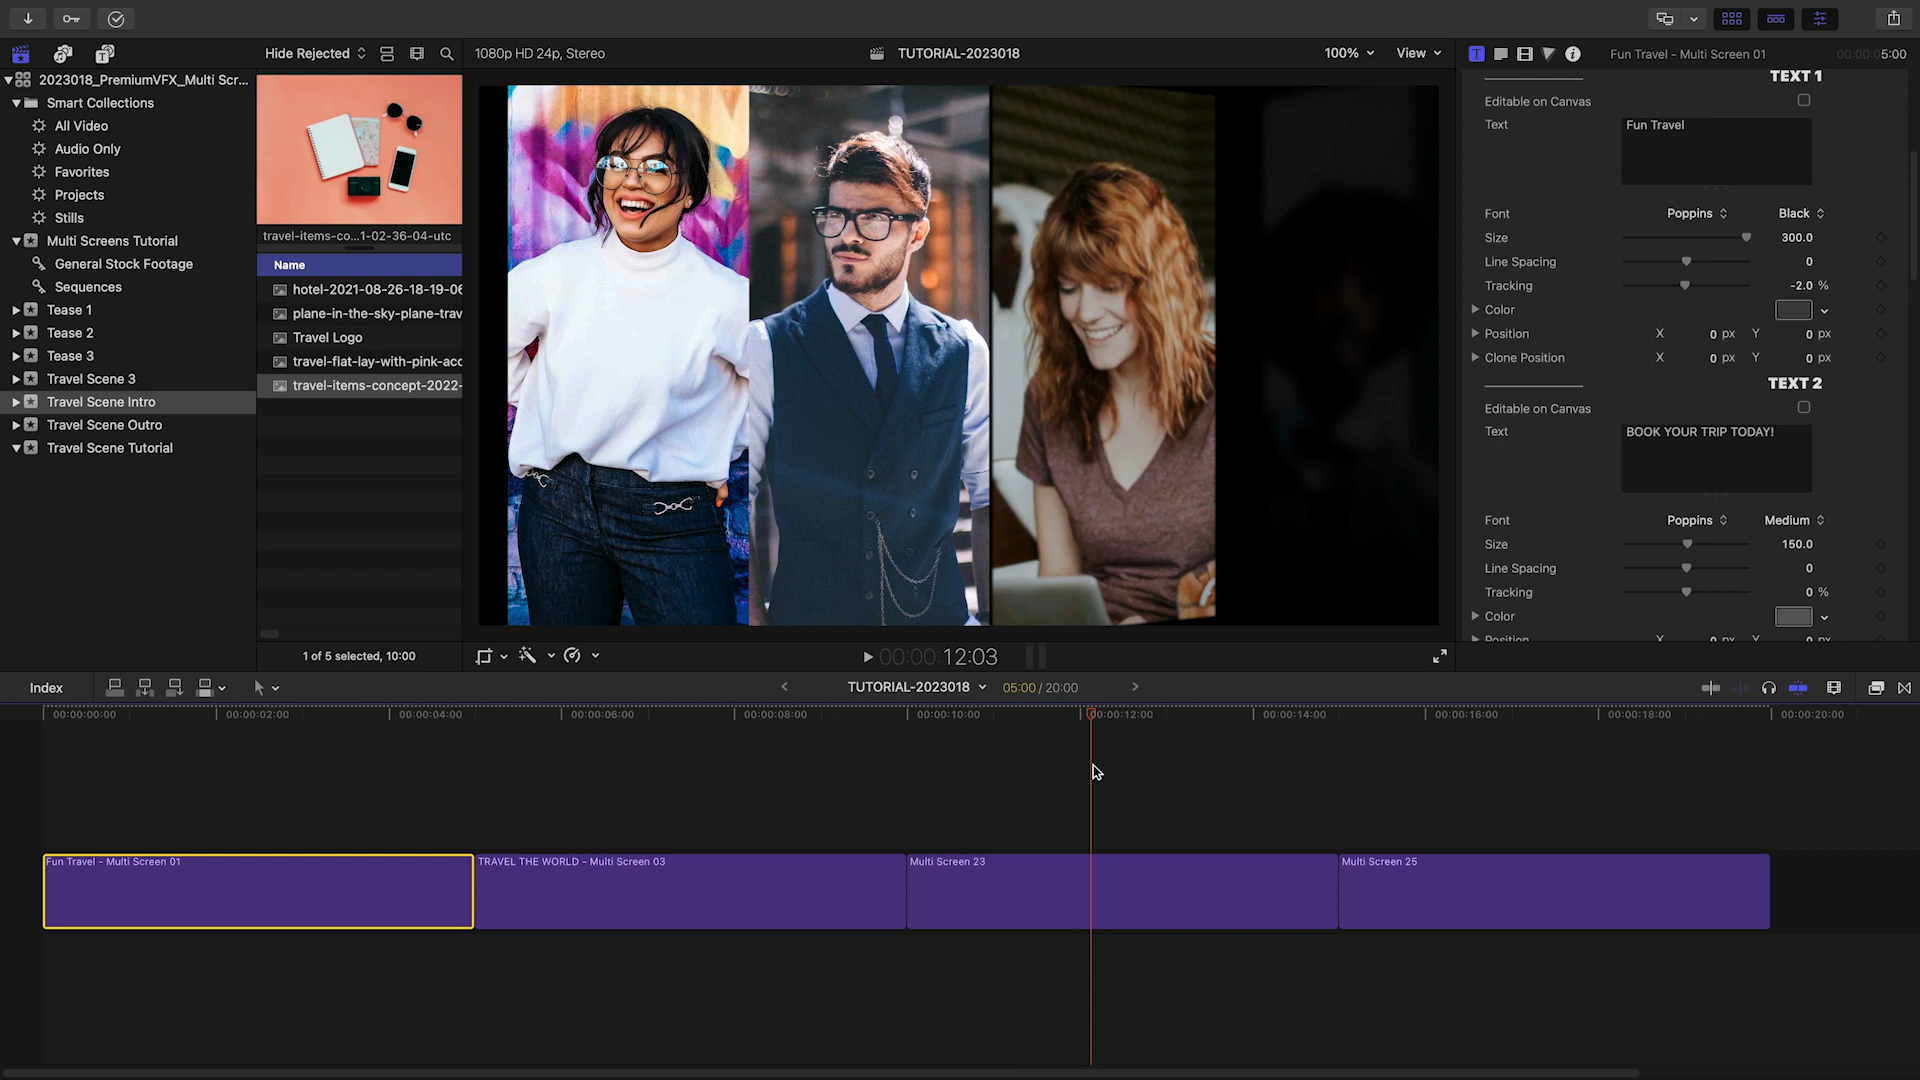 Hide Rejected
1080p HD 24p, Stereo
TUTORIAL-2023018
100%
View
Fun Travel - Multi Screen 01
00:00:05:00
2023018_PremiumVFX_Multi Scr...
Smart Collections
All Video
Audio Only
Favorites
Projects
Stills
Multi Screens Tutorial
General Stock Footage
Sequences
Tease 1
Tease 2
Tease 3
Travel Scene 3
Travel Scene Intro
Travel Scene Outro
Travel Scene Tutorial
travel-items-co...1-02-36-04-utc
Name
hotel-2021-08-26-18-19-06
plane-in-the-sky-plane-trav
Travel Logo
travel-flat-lay-with-pink-acc
travel-items-concept-2022-
1 of 5 selected, 10:00
00:00:12:03
TEXT 1
Editable on Canvas
Text
Fun Travel
Font
Poppins
Black
Size
300.0
Line Spacing
0
Tracking
-2.0 %
Color
Position
X
0 px
Y
0 px
Clone Position
X
0 px
Y
0 px
TEXT 2
Editable on Canvas
Text
BOOK YOUR TRIP TODAY!
Font
Poppins
Medium
Size
150.0
Line Spacing
0
Tracking
0 %
Color
Position
X
0 px
Y
0 px
Index
TUTORIAL-2023018
05:00 / 20:00
00:00:00:00
00:00:02:00
00:00:04:00
00:00:06:00
00:00:08:00
00:00:10:00
00:00:12:00
00:00:14:00
00:00:16:00
00:00:18:00
00:00:20:00
Fun Travel - Multi Screen 01
TRAVEL THE WORLD - Multi Screen 03
Multi Screen 23
Multi Screen 25